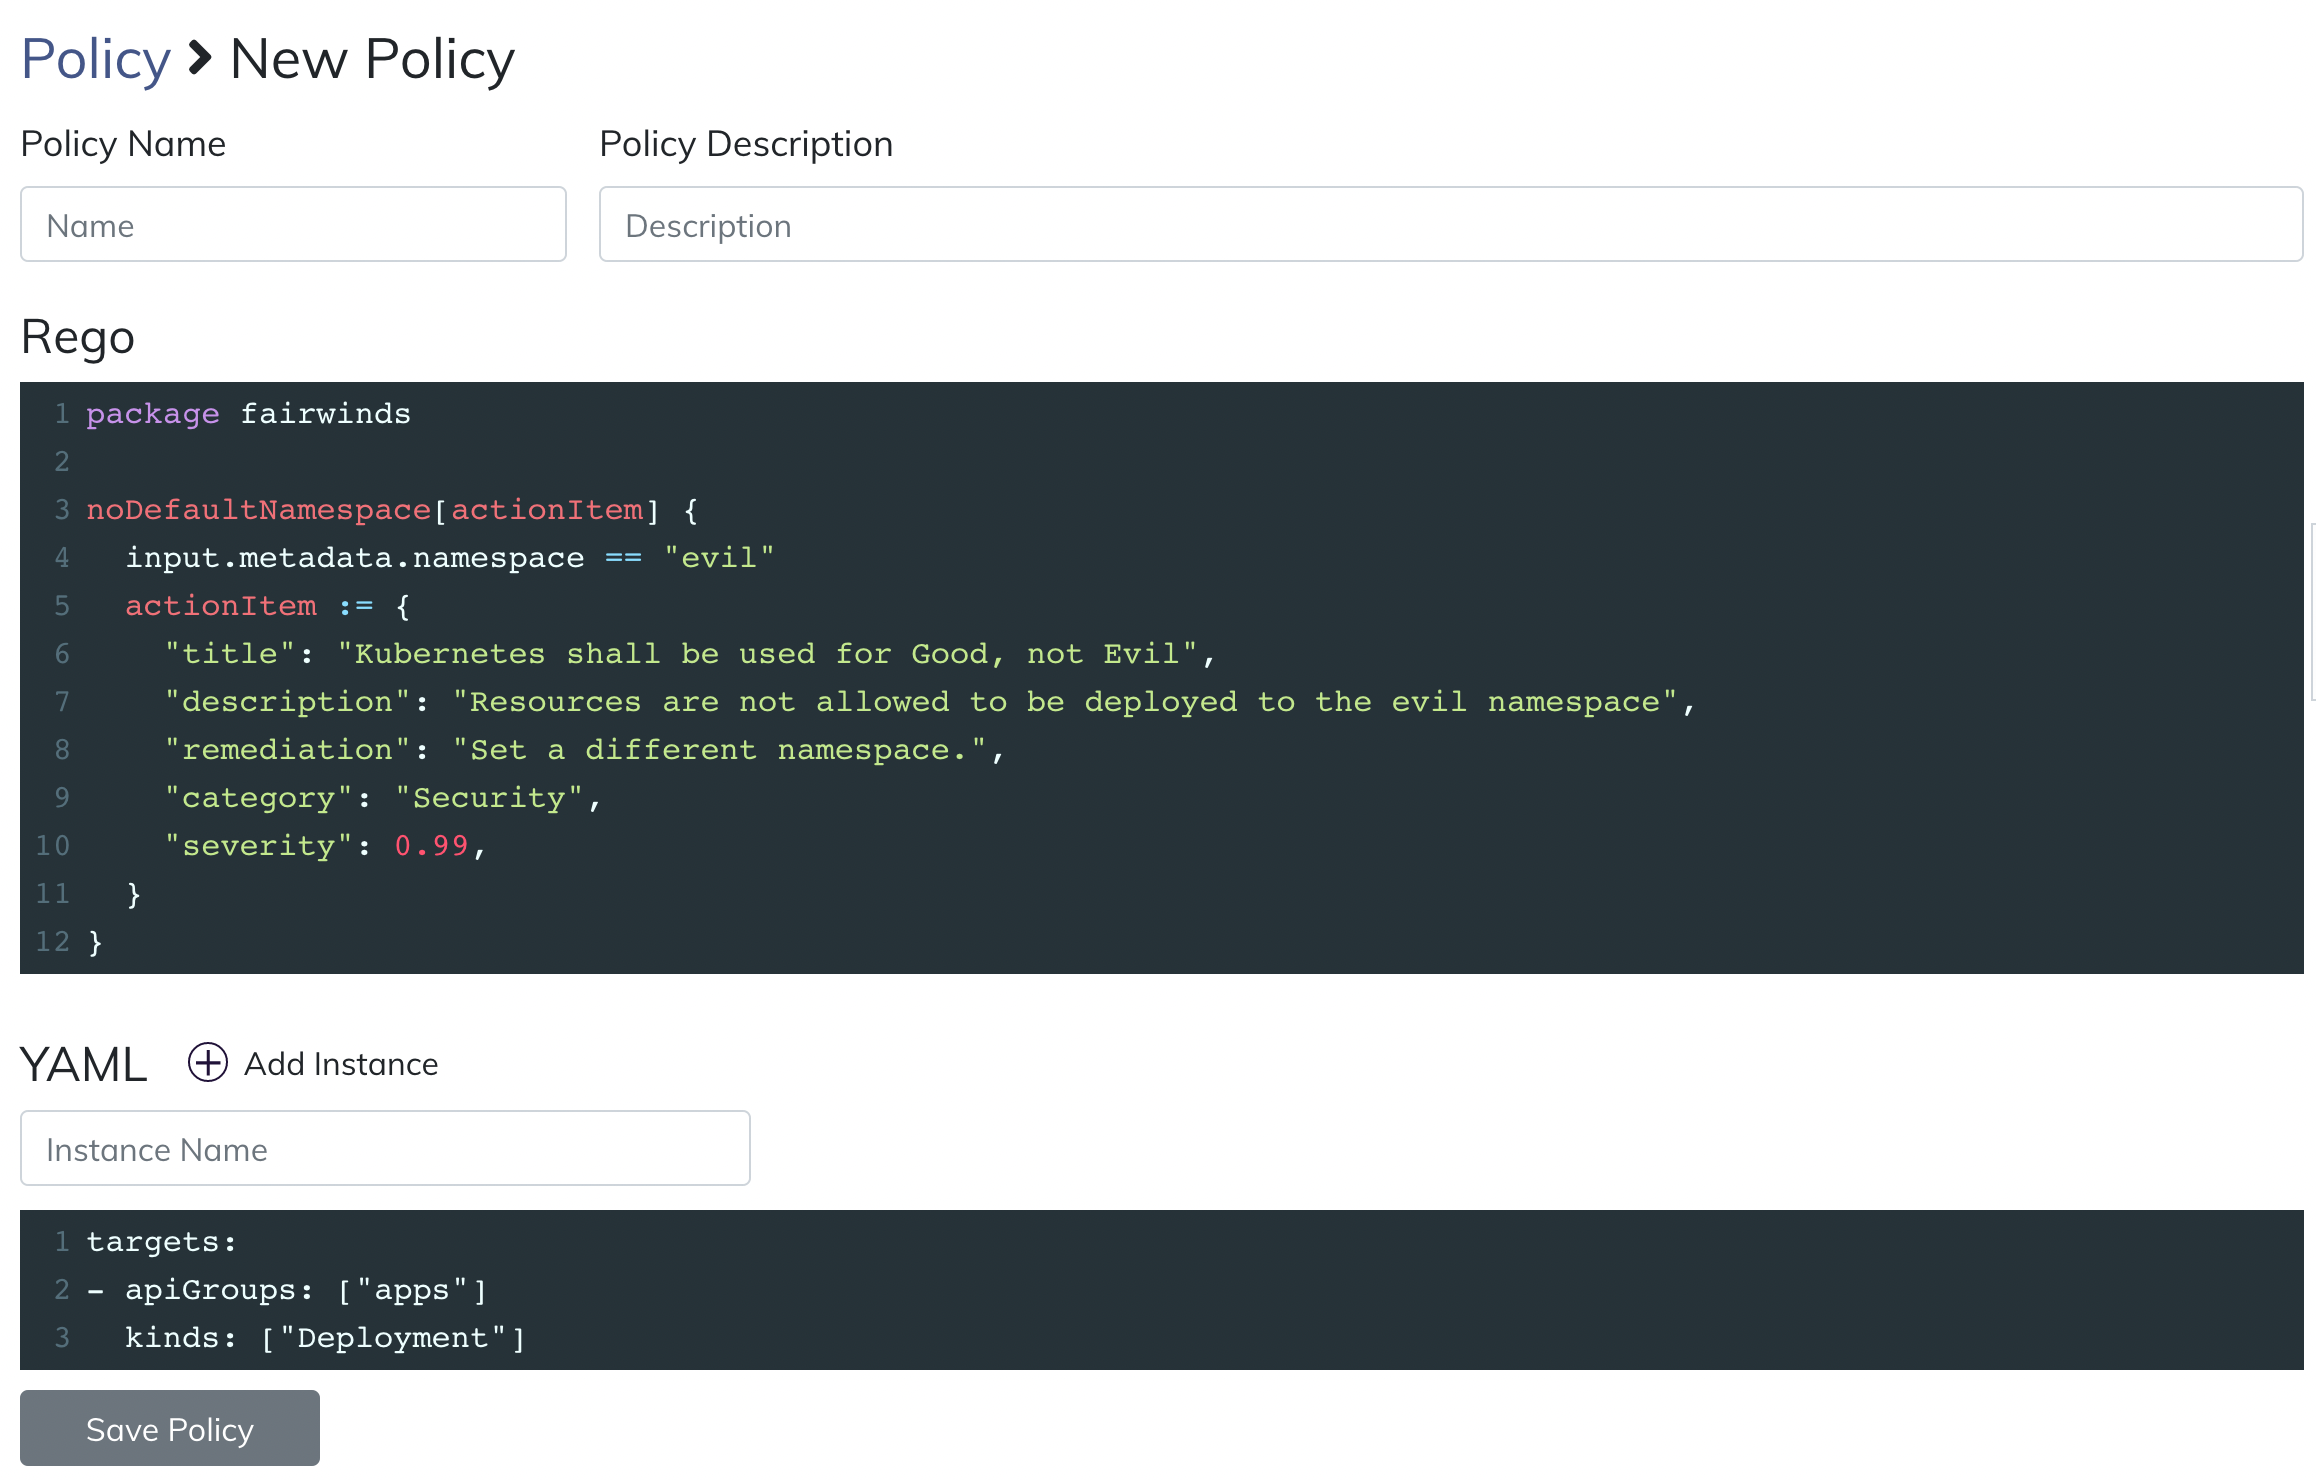 Policy > New Policy
Policy Name Policy Description
Name Description
Rego
1 package fairwinds
2
3 noDefaultNamespace[actionItem] {
4   input.metadata.namespace == "evil"
5   actionItem := {
6     "title": "Kubernetes shall be used for Good, not Evil",
7     "description": "Resources are not allowed to be deployed to the evil namespace",
8     "remediation": "Set a different namespace.",
9     "category": "Security",
10     "severity": 0.99,
11   }
12 }
YAML Add Instance
Instance Name
1 targets:
2 - apiGroups: ["apps"]
3   kinds: ["Deployment"]
Save Policy